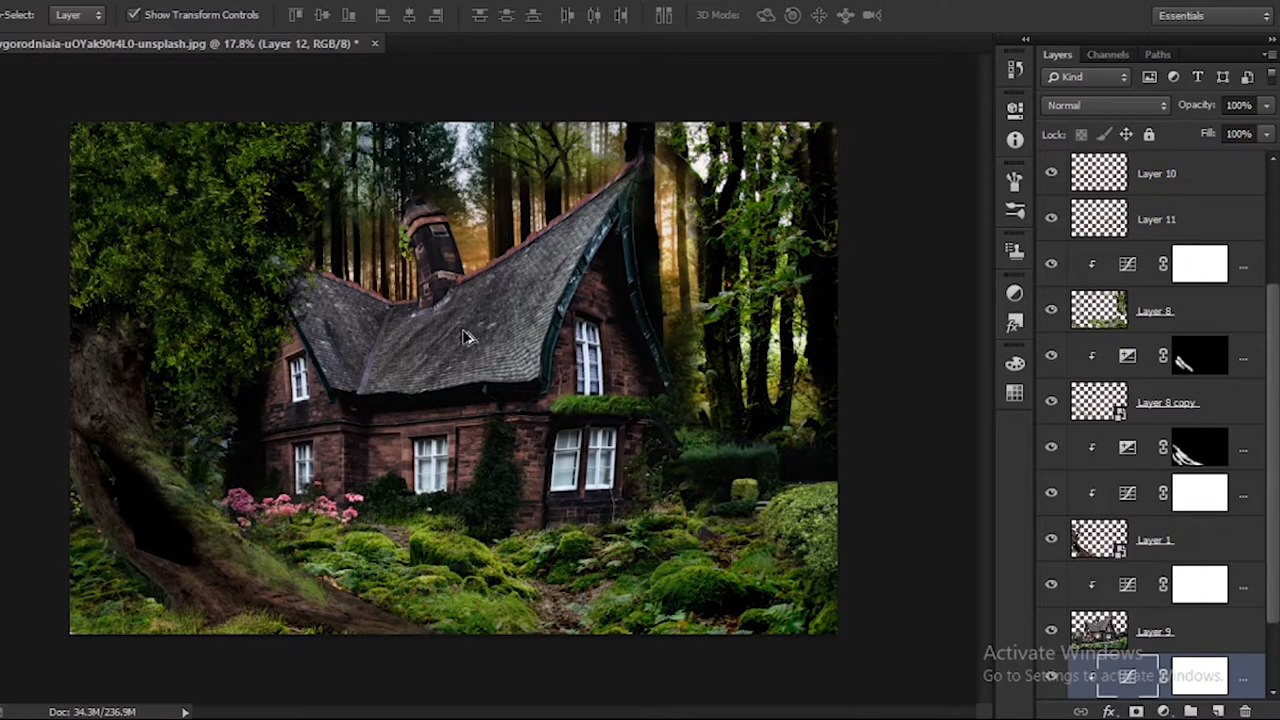 -Select: Layer Show Transform Controls 3D Mode: Essentials
ygorodniaia-uOYak90r4L0-unsplash.jpg @ 17.8% (Layer 12, RGB/8) *
Layers Channels Paths
Kind
Normal Opacity: 100%
Lock: Fill: 100%
Layer 10
Layer 11
Layer 8
Layer 8 copy
Layer 1
Layer 9
Activate Windows
Go to Settings to activate Windows.
Doc: 34.3M/236.9M